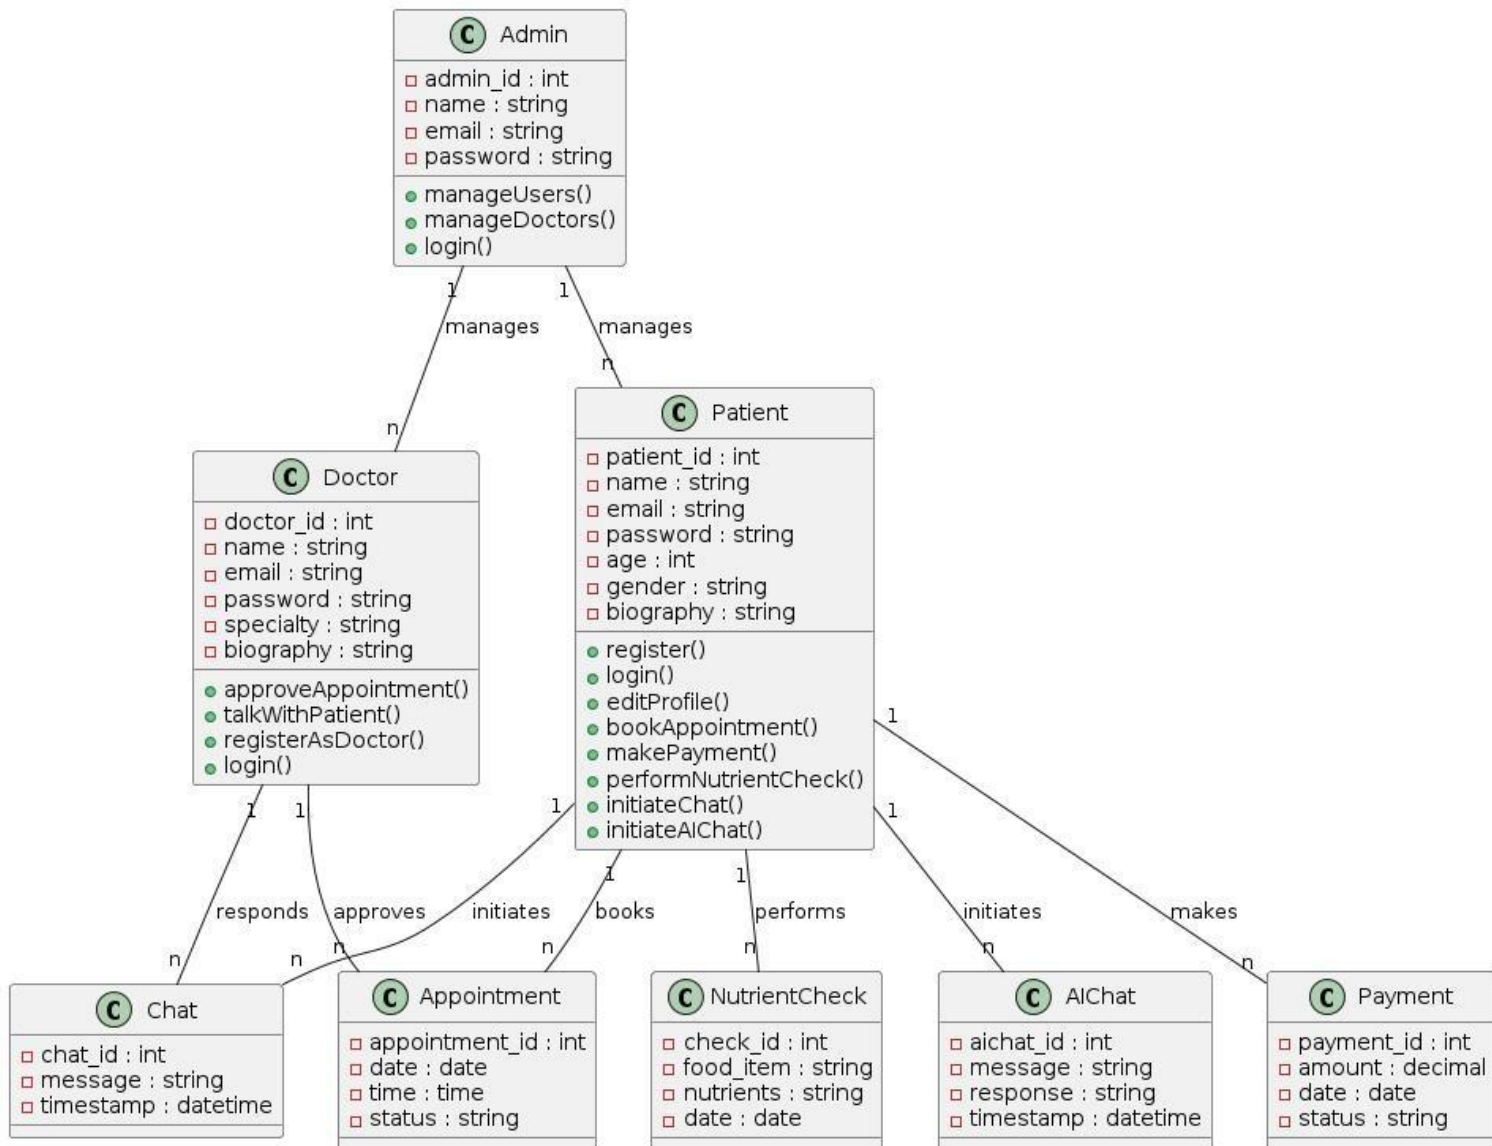 C Admin
admin_id : int
name : string
email : string
password : string
manageUsers()
manageDoctors()
login()
1
1
manages
manages
n
n
C Patient
patient_id : int
name : string
email : string
password : string
age : int
gender : string
biography : string
register()
login()
editProfile()
bookAppointment()
makePayment()
performNutrientCheck()
initiateChat()
initiateAIChat()
C Doctor
doctor_id : int
name : string
email : string
password : string
specialty : string
biography : string
approveAppointment()
talkWithPatient()
registerAsDoctor()
login()
1
1
1
1
1
1
1
responds
approves
initiates
books
performs
initiates
makes
n
n
n
n
n
n
n
C Chat
chat_id : int
message : string
timestamp : datetime
C Appointment
appointment_id : int
date : date
time : time
status : string
C NutrientCheck
check_id : int
food_item : string
nutrients : string
date : date
C AIChat
aichat_id : int
message : string
response : string
timestamp : datetime
C Payment
payment_id : int
amount : decimal
date : date
status : string